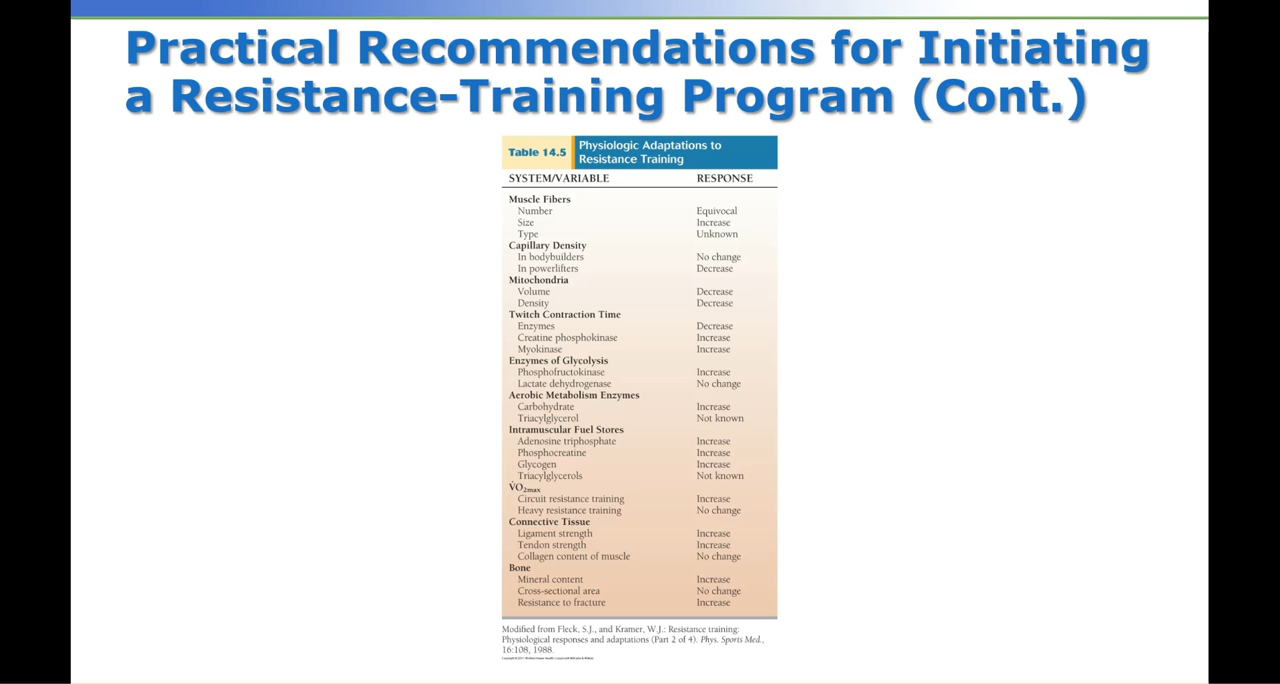 Practical Recommendations for Initiating
a Resistance-Training Program (Cont.)
Table 14.5 Physiologic Adaptations to
Resistance Training
SYSTEM/VARIABLE RESPONSE
Muscle Fibers
Number Equivocal
Size Increase
Type Unknown
Capillary Density
In bodybuilders No change
In powerlifters Decrease
Mitochondria
Volume Decrease
Density Decrease
Twitch Contraction Time
Enzymes Decrease
Creatine phosphokinase Increase
Myokinase Increase
Enzymes of Glycolysis
Phosphofructokinase Increase
Lactate dehydrogenase No change
Aerobic Metabolism Enzymes
Carbohydrate Increase
Triacylglycerol Not known
Intramuscular Fuel Stores
Adenosine triphosphate Increase
Phosphocreatine Increase
Glycogen Increase
Triacylglycerols Not known
V̇O2max
Circuit resistance training Increase
Heavy resistance training No change
Connective Tissue
Ligament strength Increase
Tendon strength Increase
Collagen content of muscle No change
Bone
Mineral content Increase
Cross-sectional area No change
Resistance to fracture Increase
Modified from Fleck, S.J., and Kramer, W.J.: Resistance training:
Physiological responses and adaptations (Part 2 of 4). Phys. Sports Med.,
16:108, 1988.